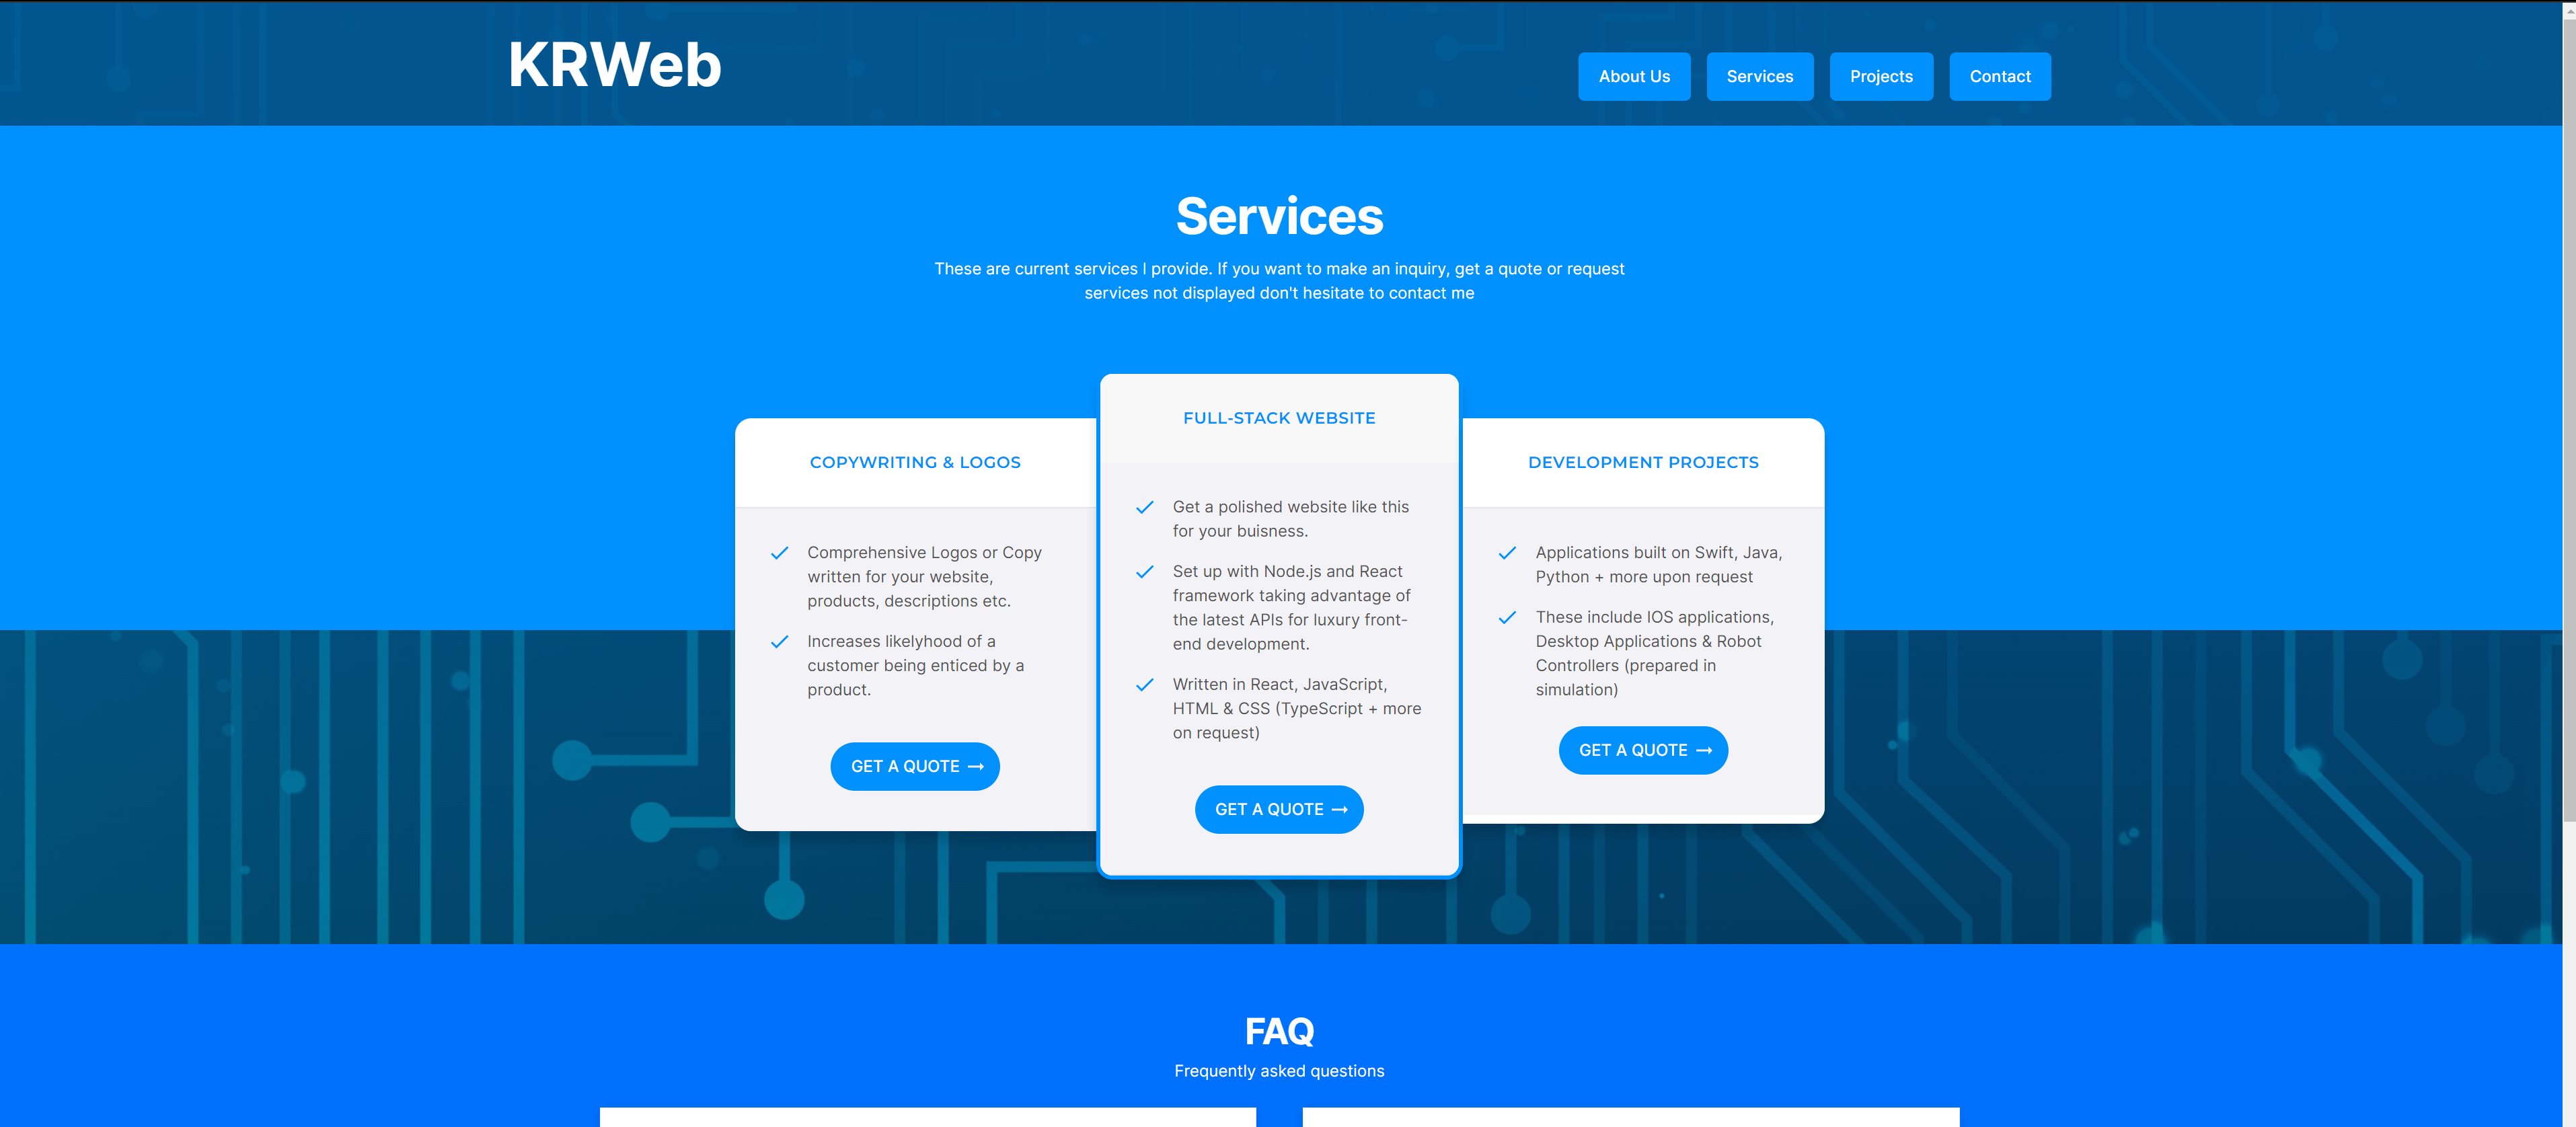 KRWeb
About Us
Services
Projects
Contact
Services
These are current services I provide. If you want to make an inquiry, get a quote or request
services not displayed don't hesitate to contact me
COPYWRITING & LOGOS
Comprehensive Logos or Copy
written for your website,
products, descriptions etc.
Increases likelyhood of a
customer being enticed by a
product.
GET A QUOTE →
FULL-STACK WEBSITE
Get a polished website like this
for your buisness.
Set up with Node.js and React
framework taking advantage of
the latest APIs for luxury front-
end development.
Written in React, JavaScript,
HTML & CSS (TypeScript + more
on request)
GET A QUOTE →
DEVELOPMENT PROJECTS
Applications built on Swift, Java,
Python + more upon request
These include IOS applications,
Desktop Applications & Robot
Controllers (prepared in
simulation)
GET A QUOTE →
FAQ
Frequently asked questions